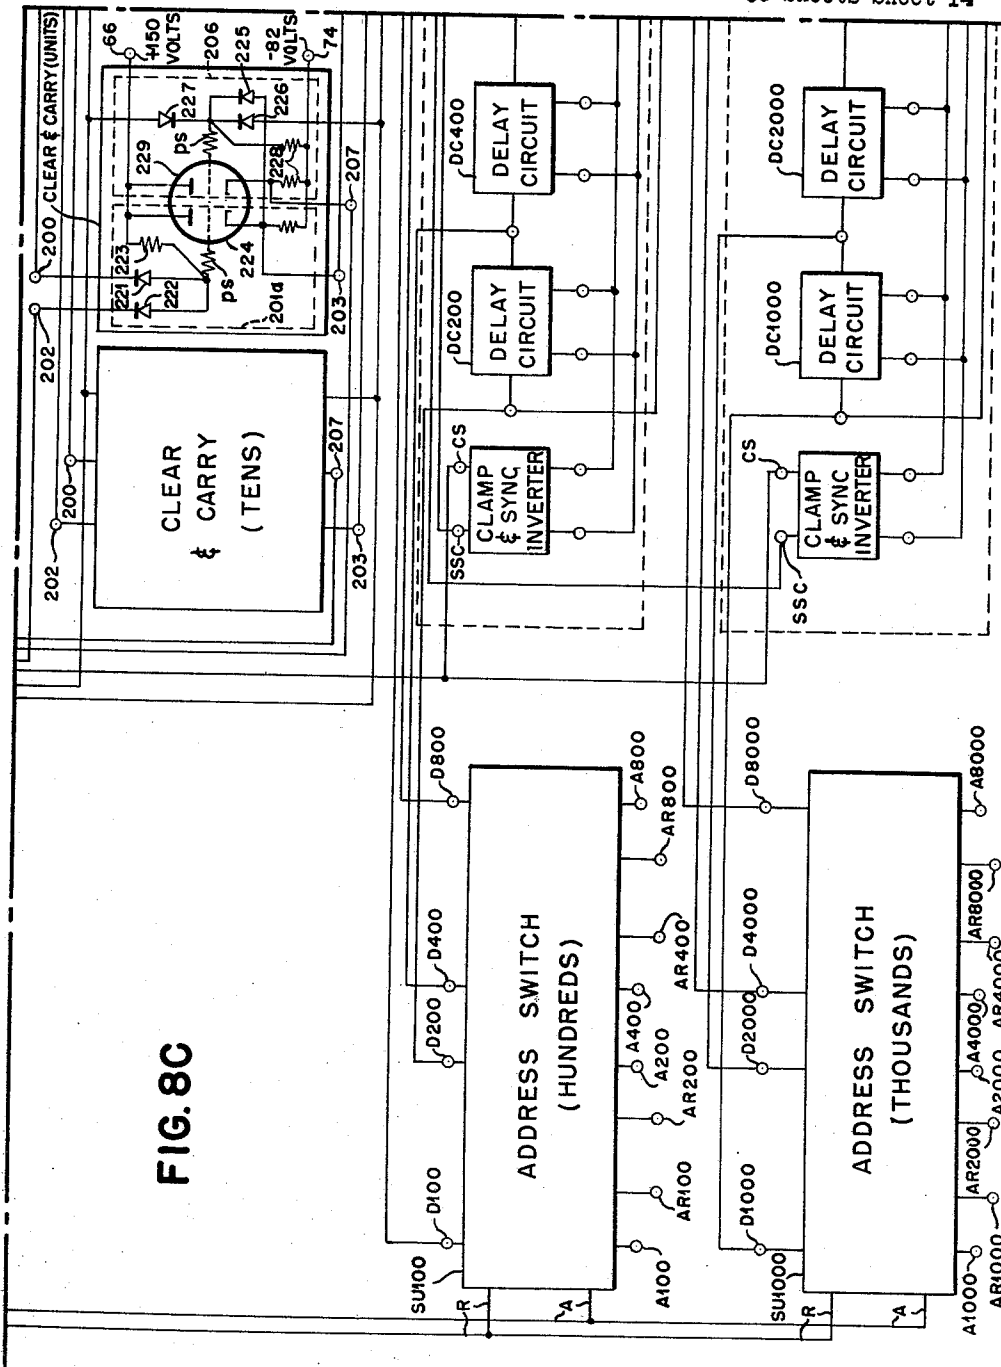 FIG. 8C
200, CLEAR & CARRY (UNITS)
66
+150
VOLTS
206
225
-82
VOLTS
74
227
226
229
ps
228
207
223
221
222
224
ps
201a
203
202
CLEAR
& CARRY
(TENS)
200
202
207
203
DC400
DELAY
CIRCUIT
DC200
DELAY
CIRCUIT
CS
SSC
CLAMP
& SYNC
INVERTER
DC2000
DELAY
CIRCUIT
DC1000
DELAY
CIRCUIT
CS
SSC
CLAMP
& SYNC
INVERTER
D100
D200
D400
D800
SU100
R
A
ADDRESS SWITCH
(HUNDREDS)
A100
AR100
AR200
A200
A400
AR400
AR800
A800
D1000
D2000
D4000
D8000
SU1000
R
A
ADDRESS SWITCH
(THOUSANDS)
A1000
AR1000
AR2000
A2000
A4000
AR4000
AR8000
A8000